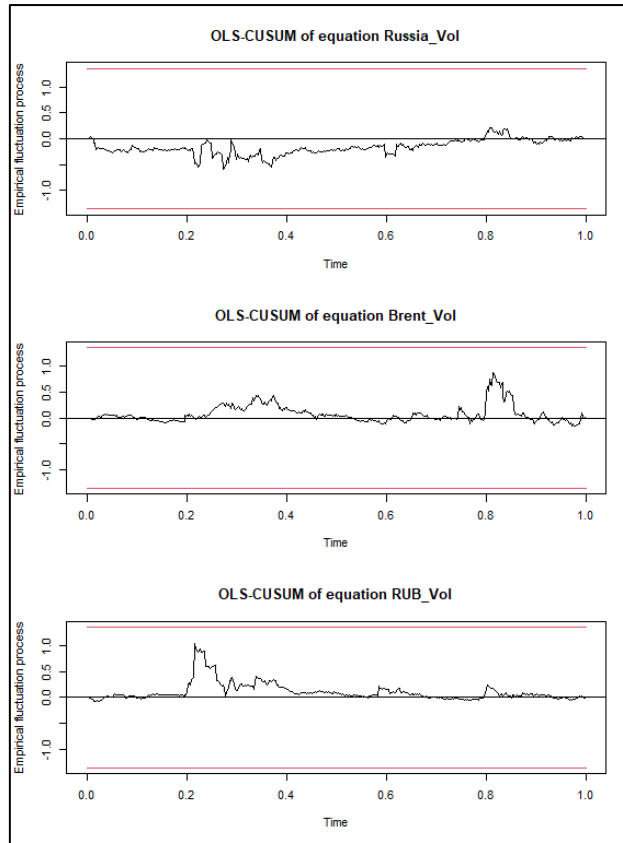 OLS-CUSUM of equation Russia_Vol
Empirical fluctuation process
1.0
0.5
0.0
-1.0
0.0 0.2 0.4 0.6 0.8 1.0
Time
OLS-CUSUM of equation Brent_Vol
Empirical fluctuation process
1.0
0.5
0.0
-1.0
0.0 0.2 0.4 0.6 0.8 1.0
Time
OLS-CUSUM of equation RUB_Vol
Empirical fluctuation process
1.0
0.5
0.0
-1.0
0.0 0.2 0.4 0.6 0.8 1.0
Time